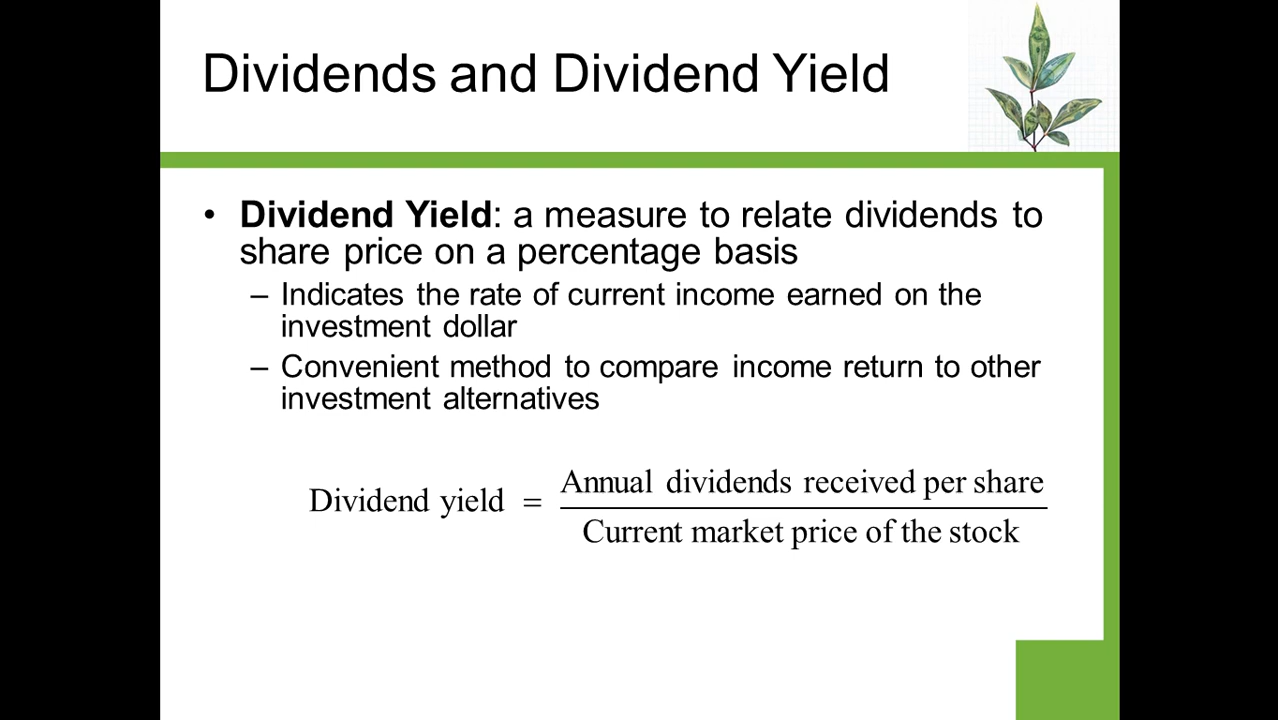 Dividends and Dividend Yield
• Dividend Yield: a measure to relate dividends to
share price on a percentage basis
– Indicates the rate of current income earned on the
investment dollar
– Convenient method to compare income return to other
investment alternatives
Dividend yield = Annual dividends received per share
Current market price of the stock